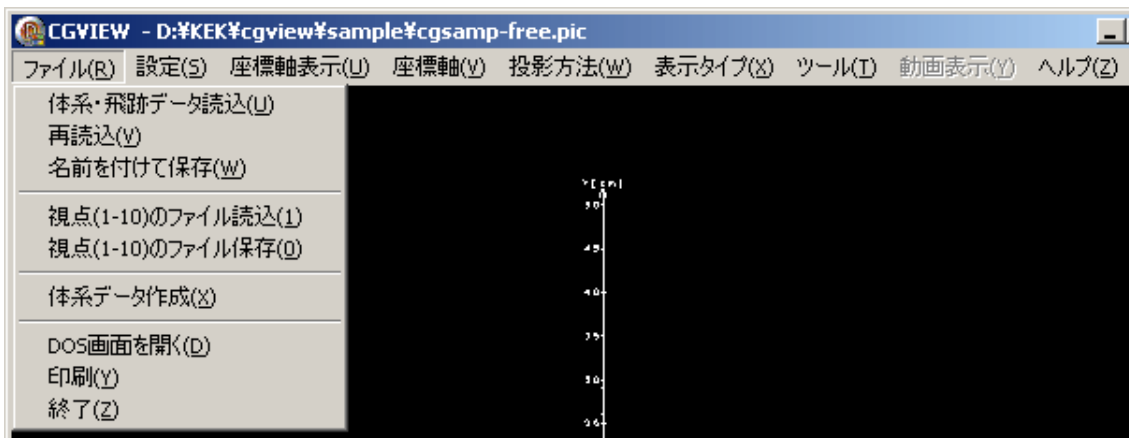 CGVIEW - D:¥KEK¥cgview¥sample¥cgsamp-free.pic
ファイル(R) 設定(S) 座標軸表示(U) 座標軸(V) 投影方法(W) 表示タイプ(X) ツール(T) 動画表示(Y) ヘルプ(Z)
体系・飛跡データ読込(U)
再読込(V)
名前を付けて保存(W)
視点(1-10)のファイル読込(1)
視点(1-10)のファイル保存(0)
体系データ作成(X)
DOS画面を開く(D)
印刷(Y)
終了(Z)
Y[cm]
45
40